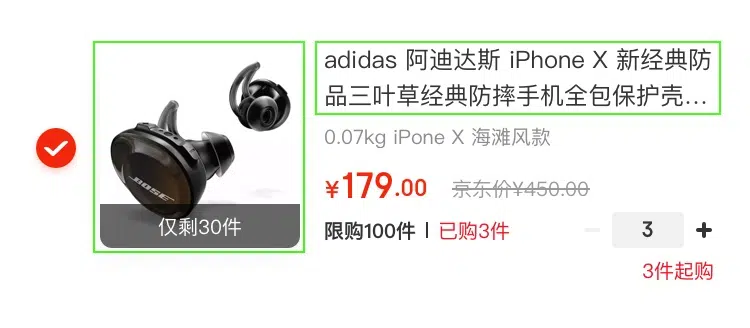 adidas 阿迪达斯 iPhone X 新经典防
品三叶草经典防摔手机全包保护壳...
0.07kg iPone X 海滩风款
¥179.00 京东价¥450.00
BOSE
仅剩30件
限购100件 | 已购3件 3 +
3件起购